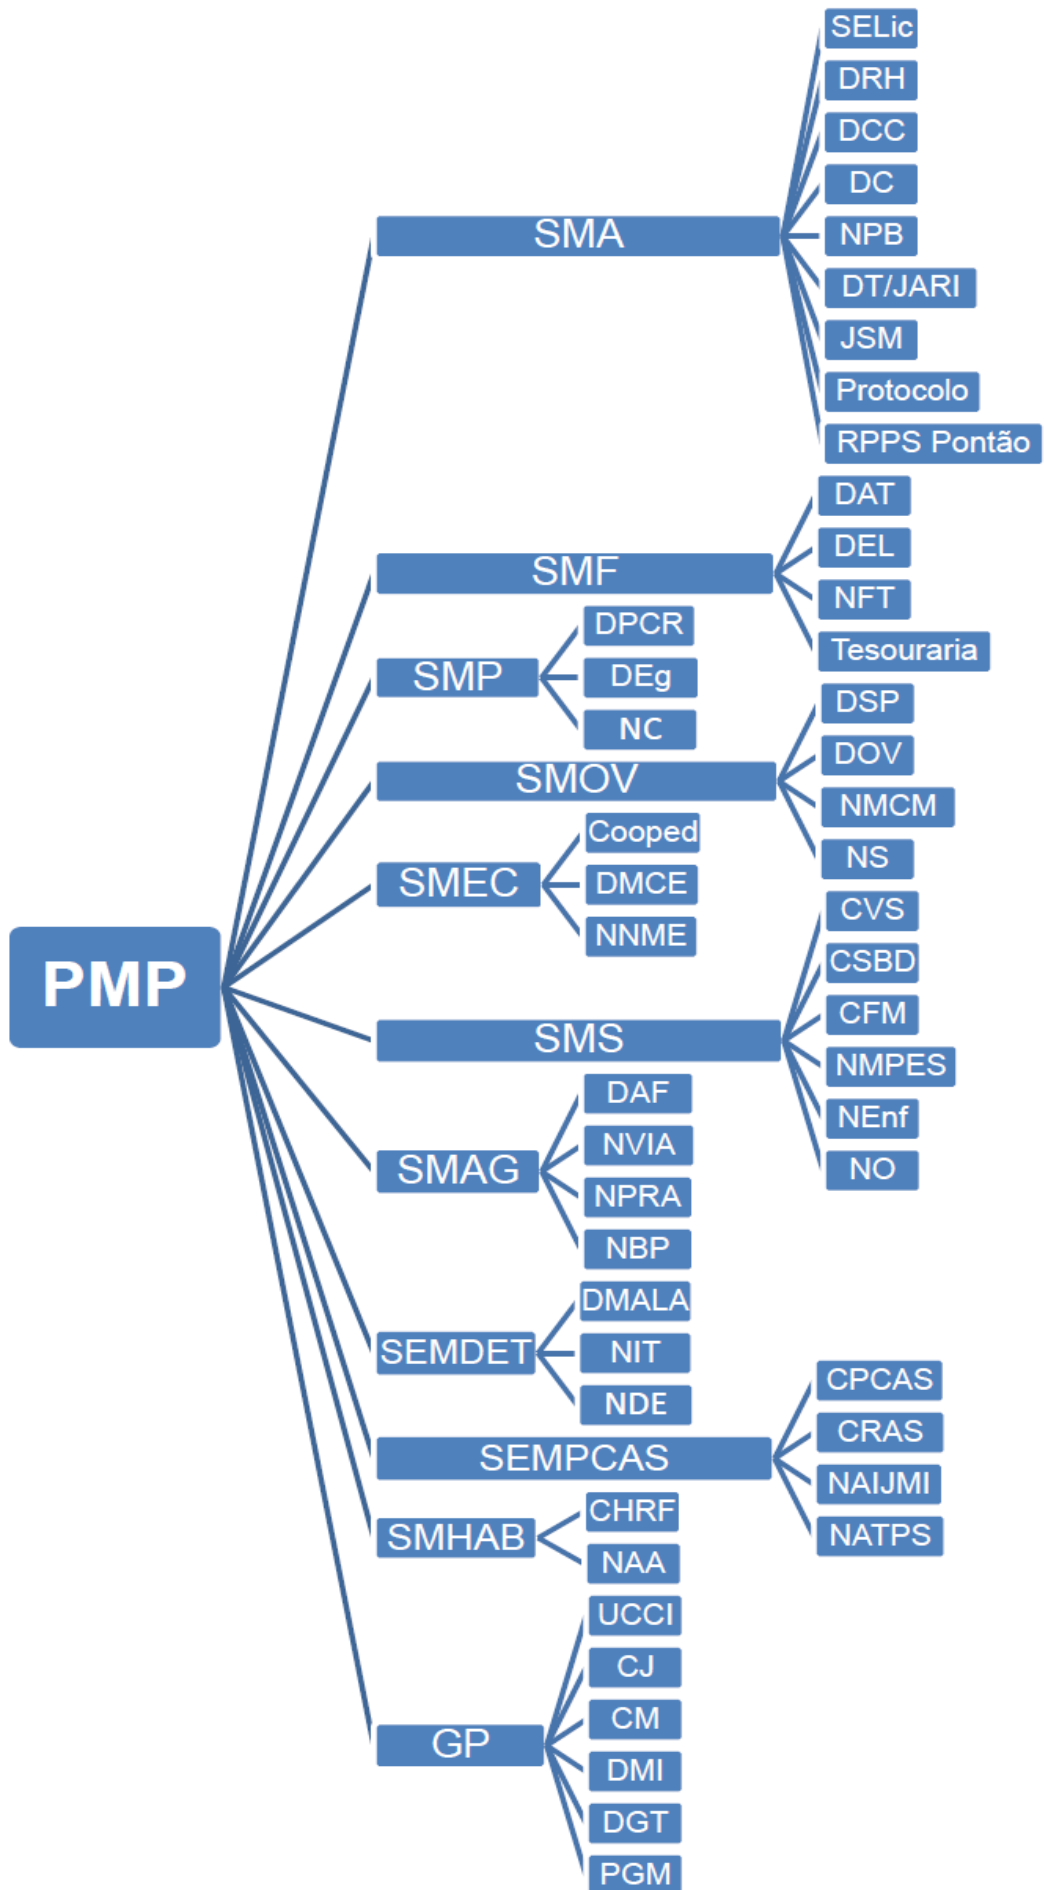 PMP
SMA
SELic
DRH
DCC
DC
NPB
DT/JARI
JSM
Protocolo
RPPS Pontão
SMF
DAT
DEL
NFT
Tesouraria
SMP
DPCR
DEg
NC
SMOV
DSP
DOV
NMCM
NS
SMEC
Cooped
DMCE
NNME
SMS
CVS
CSBD
CFM
NMPES
NEnf
NO
SMAG
DAF
NVIA
NPRA
NBP
SEMDET
DMALA
NIT
NDE
SEMPCAS
CPCAS
CRAS
NAIJMI
NATPS
SMHAB
CHRF
NAA
GP
UCCI
CJ
CM
DMI
DGT
PGM